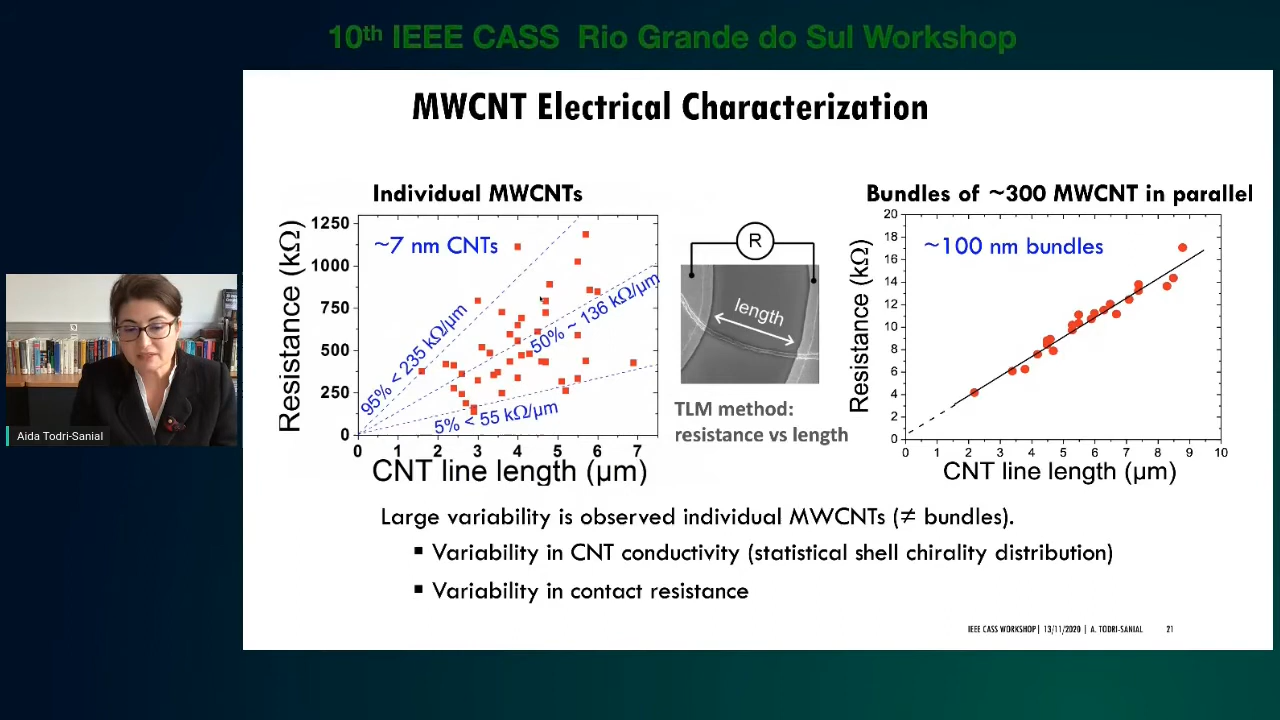 10th IEEE CASS Rio Grande do Sul Workshop
MWCNT Electrical Characterization
Individual MWCNTs
~7 nm CNTs
95% < 235 kΩ/μm
50% ~ 136 kΩ/μm
5% < 55 kΩ/μm
Resistance (kΩ)
1250
1000
750
500
250
0
0 1 2 3 4 5 6 7
CNT line length (μm)
R
length
TLM method:
resistance vs length
Bundles of ~300 MWCNT in parallel
~100 nm bundles
Resistance (kΩ)
20
18
16
14
12
10
8
6
4
2
0
0 1 2 3 4 5 6 7 8 9 10
CNT line length (μm)
Aida Todri-Sanial
Large variability is observed individual MWCNTs (≠ bundles).
▪ Variability in CNT conductivity (statistical shell chirality distribution)
▪ Variability in contact resistance
IEEE CASS WORKSHOP| 13/11/2020 | A. TODRI-SANIAL 21